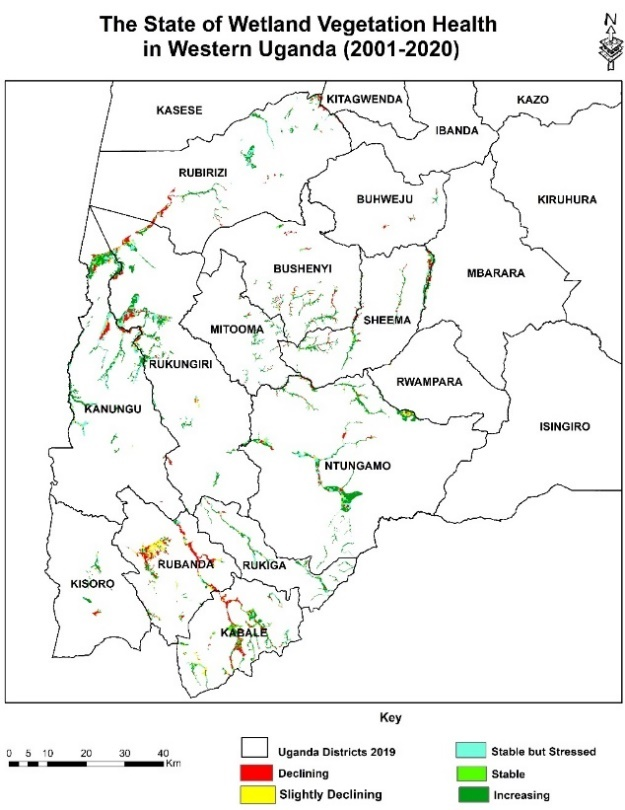 The State of Wetland Vegetation Health
in Western Uganda (2001-2020)
N
KASESE
KITAGWENDA
KAZO
IBANDA
RUBIRIZI
BUHWEJU
KIRUHURA
BUSHENYI
MBARARA
SHEEMA
MITOOMA
RUKUNGIRI
RWAMPARA
KANUNGU
ISINGIRO
NTUNGAMO
RUBANDA
RUKIGA
KISORO
KABALE
Key
0 5 10 20 30 40
Km
Uganda Districts 2019
Declining
Slightly Declining
Stable but Stressed
Stable
Increasing